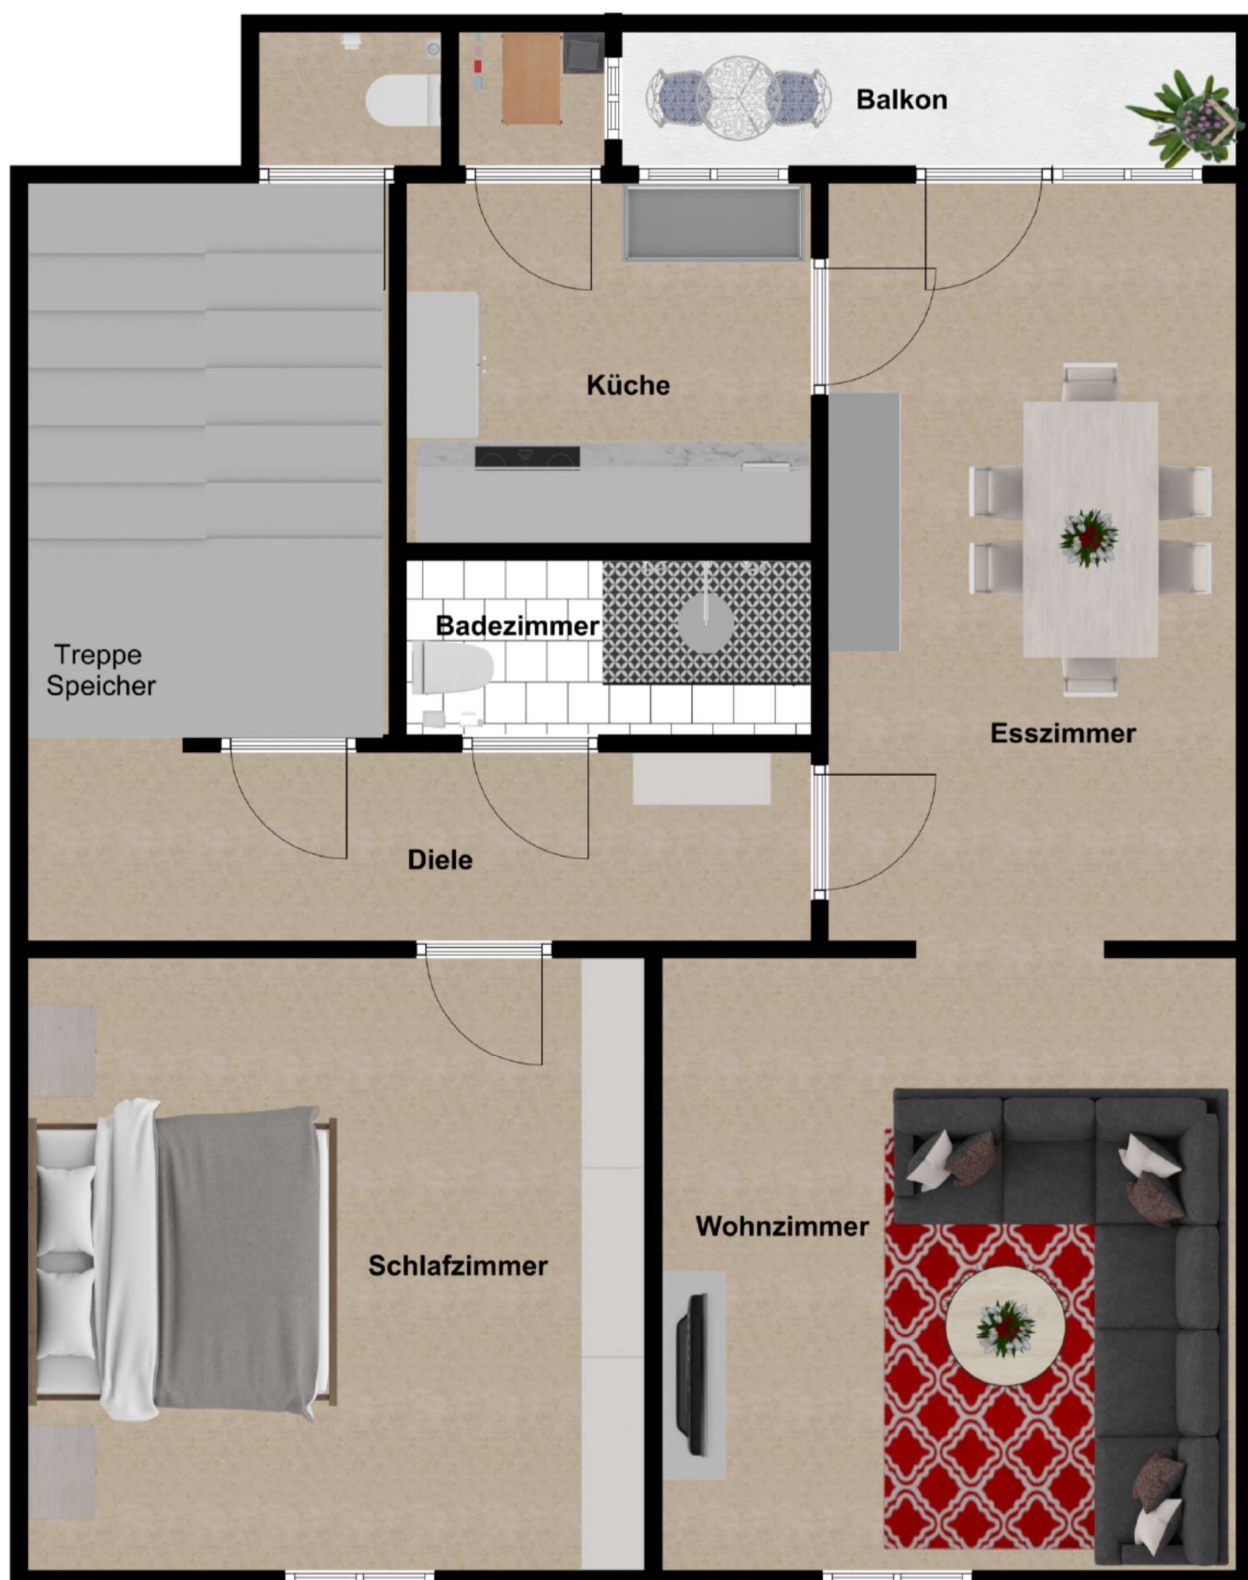 Balkon
Küche
Badezimmer
Treppe
Speicher
Esszimmer
Diele
Wohnzimmer
Schlafzimmer